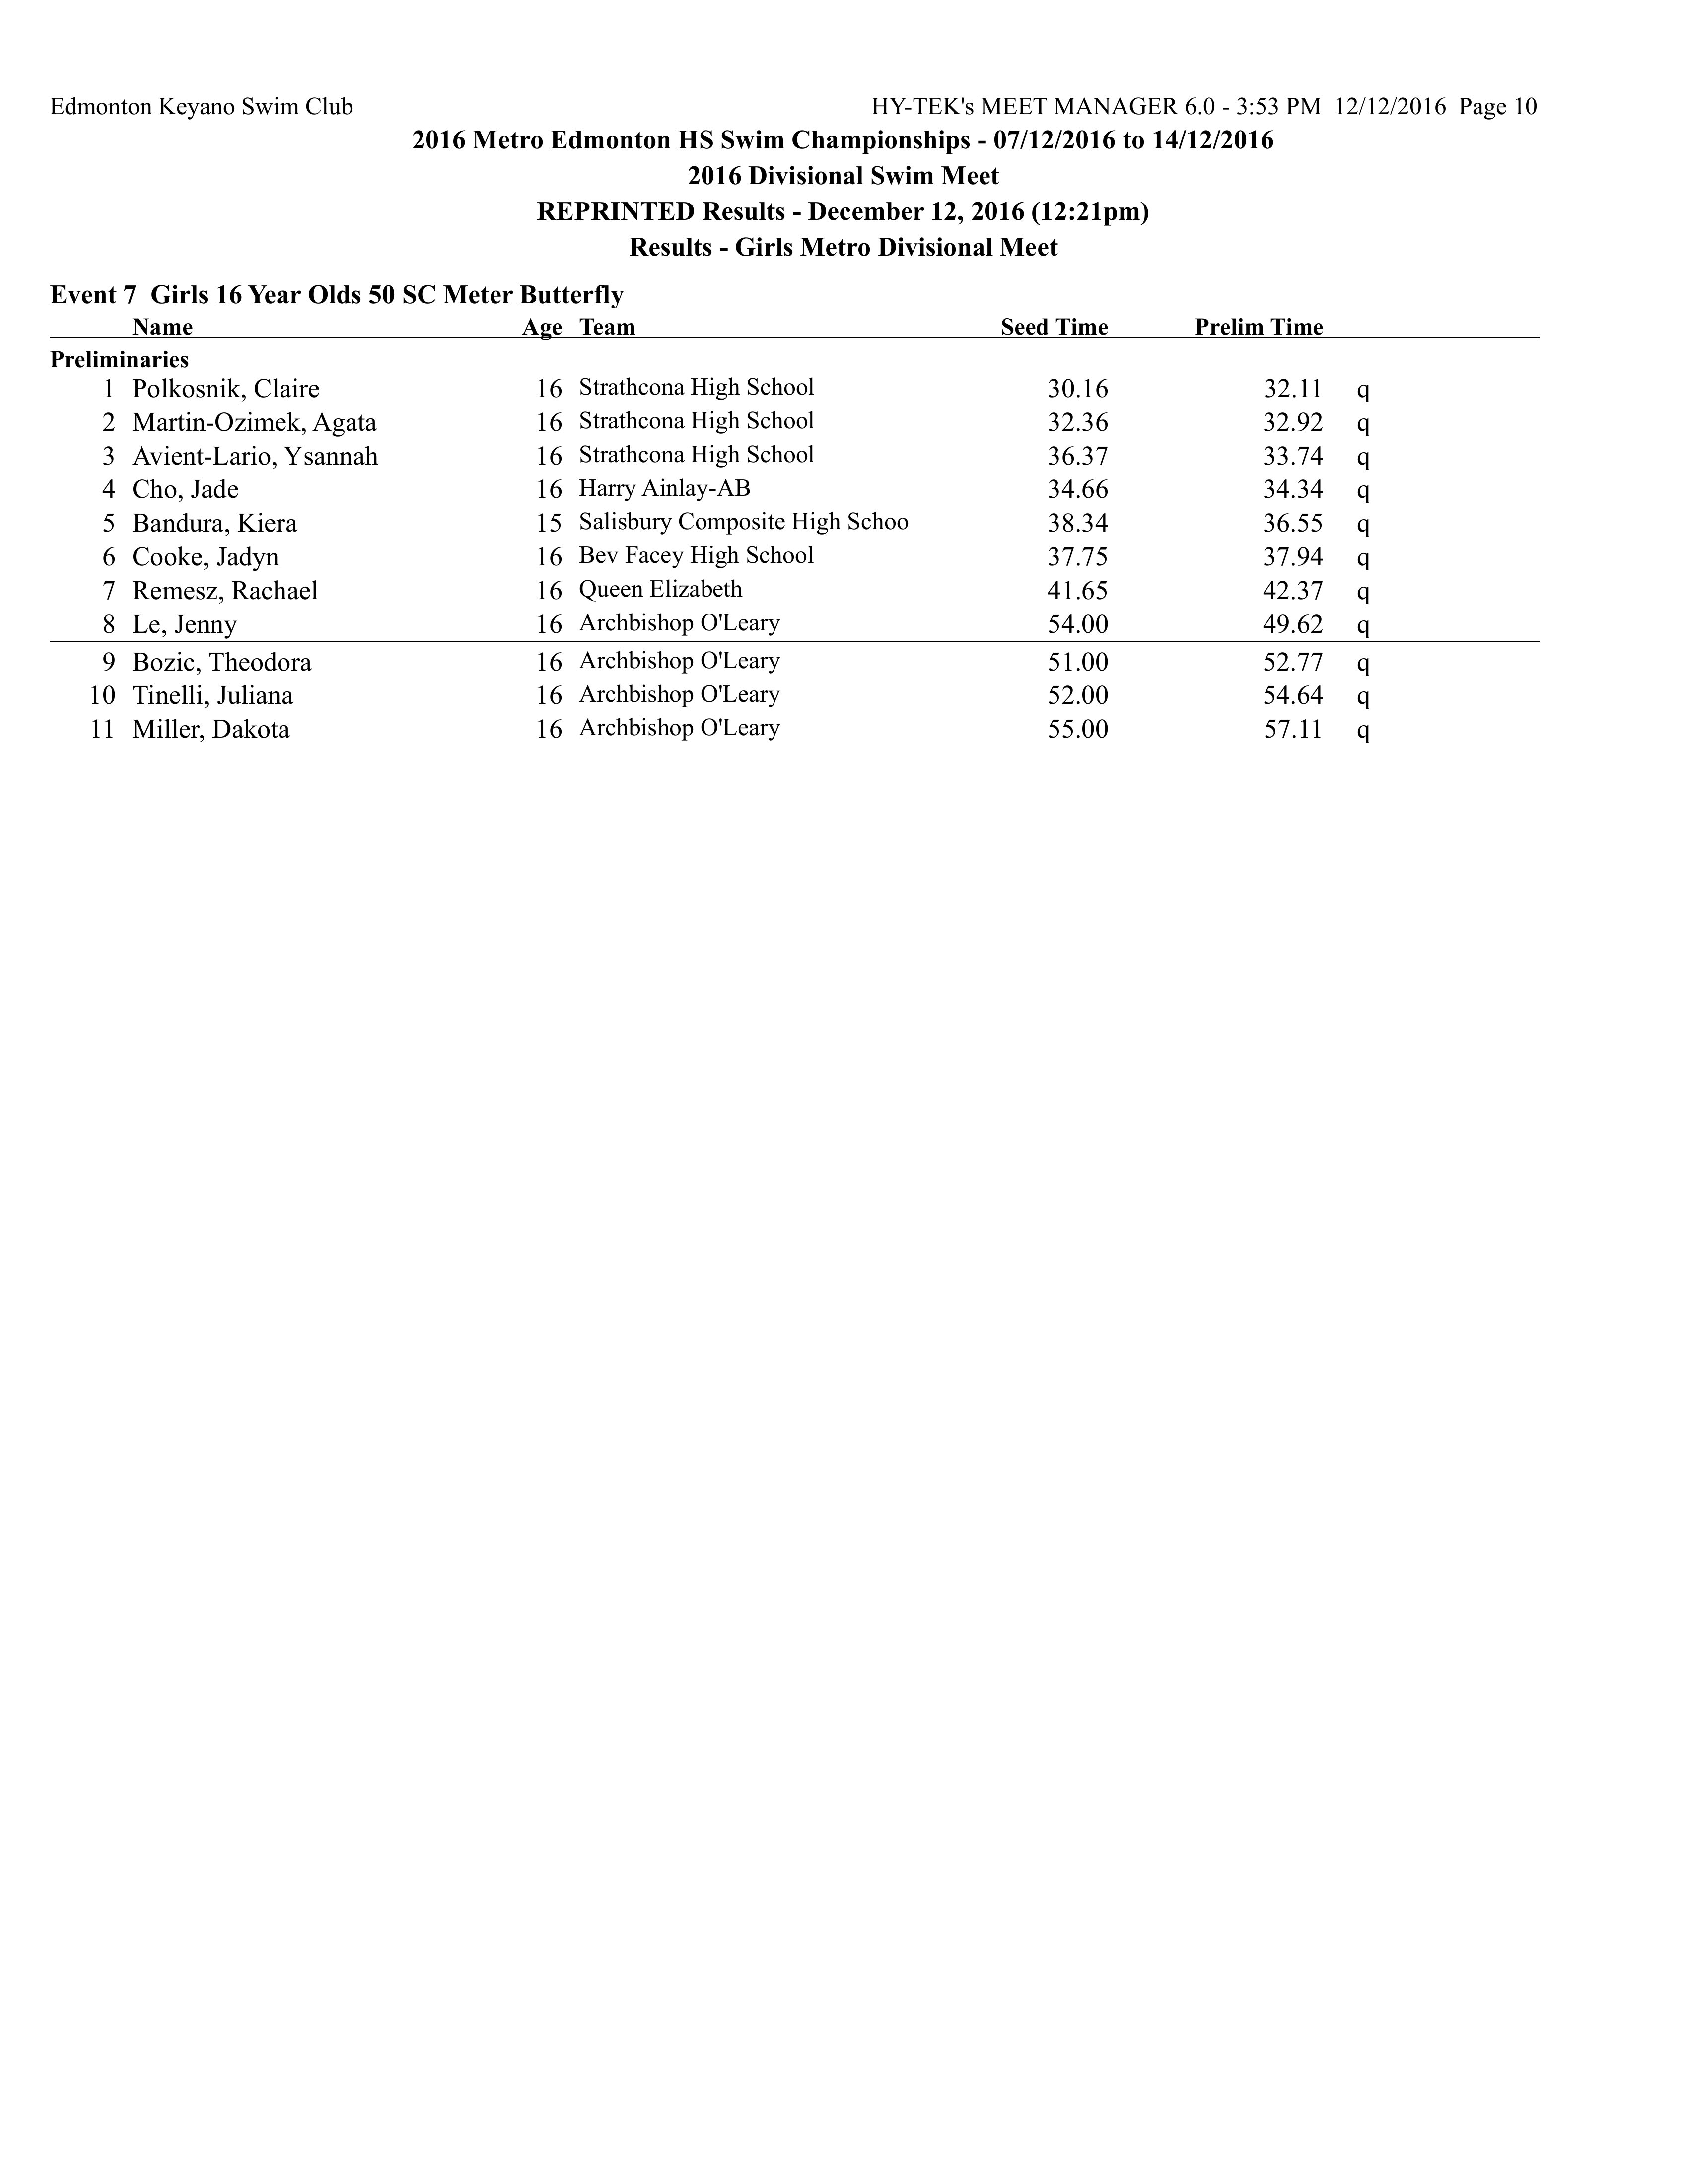 Edmonton Keyano Swim Club HY-TEK's MEET MANAGER 6.0 - 3:53 PM 12/12/2016 Page 10
2016 Metro Edmonton HS Swim Championships - 07/12/2016 to 14/12/2016
2016 Divisional Swim Meet
REPRINTED Results - December 12, 2016 (12:21pm)
Results - Girls Metro Divisional Meet
Event 7 Girls 16 Year Olds 50 SC Meter Butterfly
Name Age Team Seed Time Prelim Time
Preliminaries
1 Polkosnik, Claire 16 Strathcona High School 30.16 32.11 q
2 Martin-Ozimek, Agata 16 Strathcona High School 32.36 32.92 q
3 Avient-Lario, Ysannah 16 Strathcona High School 36.37 33.74 q
4 Cho, Jade 16 Harry Ainlay-AB 34.66 34.34 q
5 Bandura, Kiera 15 Salisbury Composite High Schoo 38.34 36.55 q
6 Cooke, Jadyn 16 Bev Facey High School 37.75 37.94 q
7 Remesz, Rachael 16 Queen Elizabeth 41.65 42.37 q
8 Le, Jenny 16 Archbishop O'Leary 54.00 49.62 q
9 Bozic, Theodora 16 Archbishop O'Leary 51.00 52.77 q
10 Tinelli, Juliana 16 Archbishop O'Leary 52.00 54.64 q
11 Miller, Dakota 16 Archbishop O'Leary 55.00 57.11 q